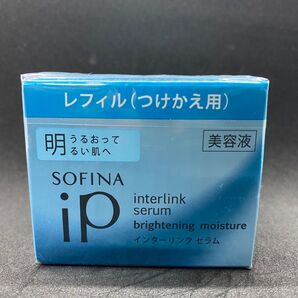 レフィル(つけかえ用)
明 うるおって
るい肌へ
美容液
SOFINA
iP
interlink
serum
brightening moisture
インターリンク セラム